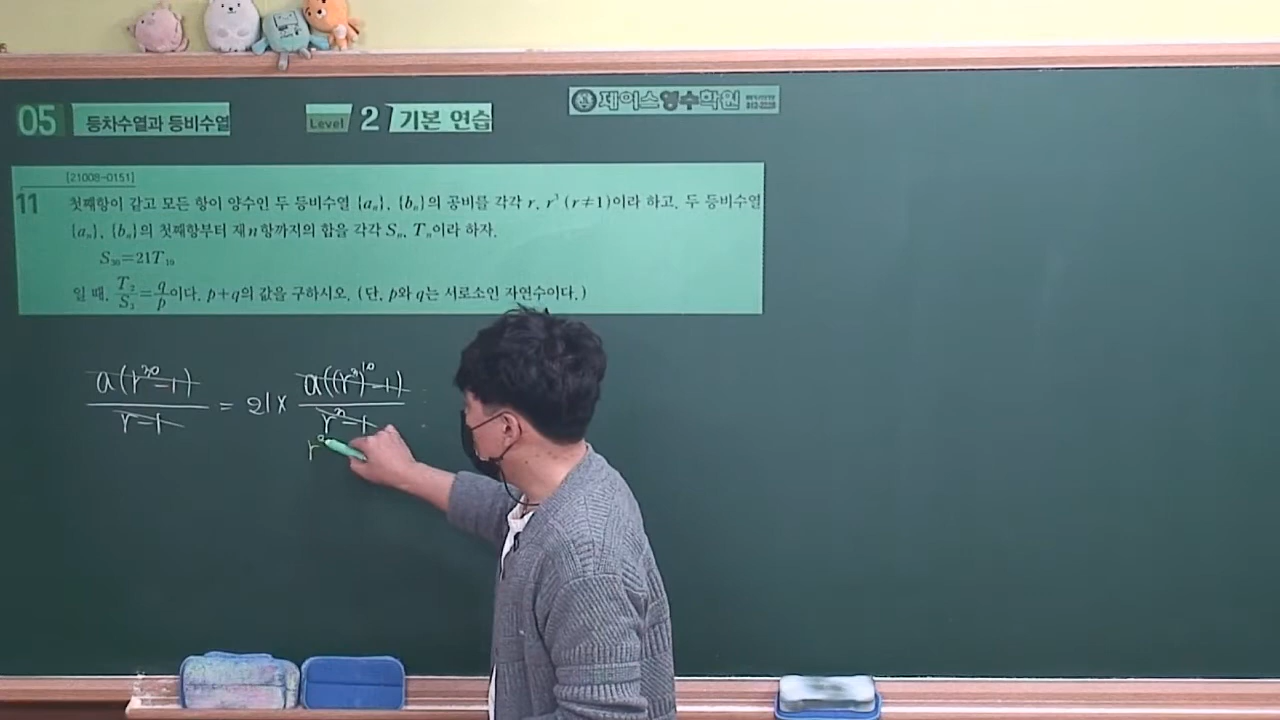 05 등차수열과 등비수열 Level 2 기본 연습 제이스영수학원
[21008-0151]
11 첫째항이 같고 모든 항이 양수인 두 등비수열 {aₙ}, {bₙ}의 공비를 각각 r, r³ (r≠1)이라 하고, 두 등비수열
{aₙ}, {bₙ}의 첫째항부터 제n항까지의 합을 각각 Sₙ, Tₙ이라 하자.
S₃₀=21T₁₀
일 때, T₂/S₃=q/p이다. p+q의 값을 구하시오. (단, p와 q는 서로소인 자연수이다.)
a(r³⁰-1)/r-1 = 21× a((r³)¹⁰-1)/r³-1
r